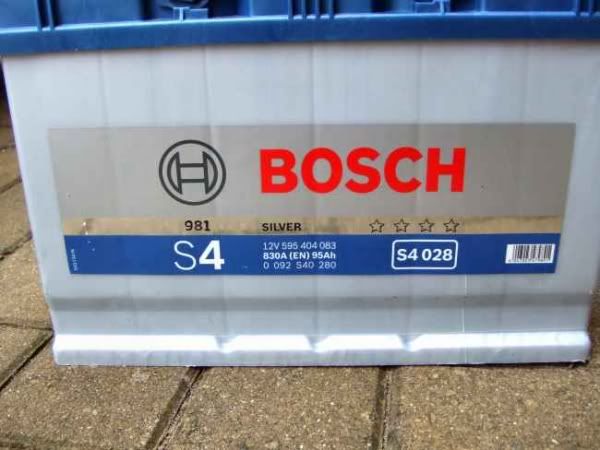 BOSCH
981 SILVER
S4
12V 595 404 083
830A (EN) 95Ah
0 092 S40 280
S4 028